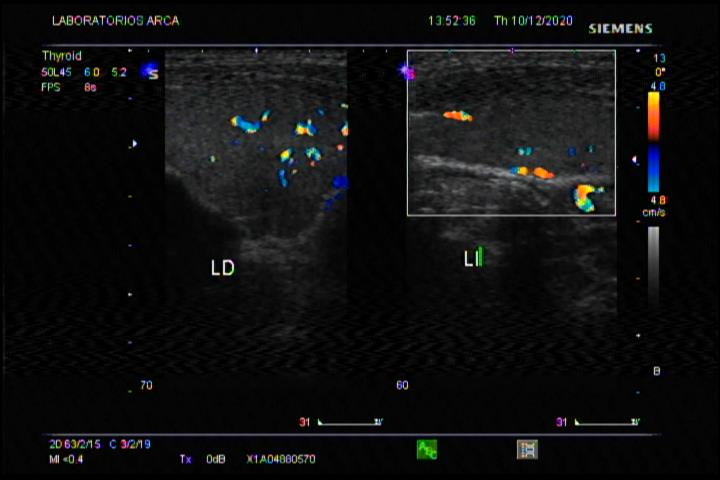 LABORATORIOS ARCA 13:52:36 Th 10/12/2020 SIEMENS
Thyroid
50L45 6.0 5.2
FPS 8s
S S
13
0°
4.8
4.8
cm/s
LD LI
B
70 60
31 31
2D 63/2/15 C 3/2/19
MI <0.4 Tx 0dB X1A04880570
ABC